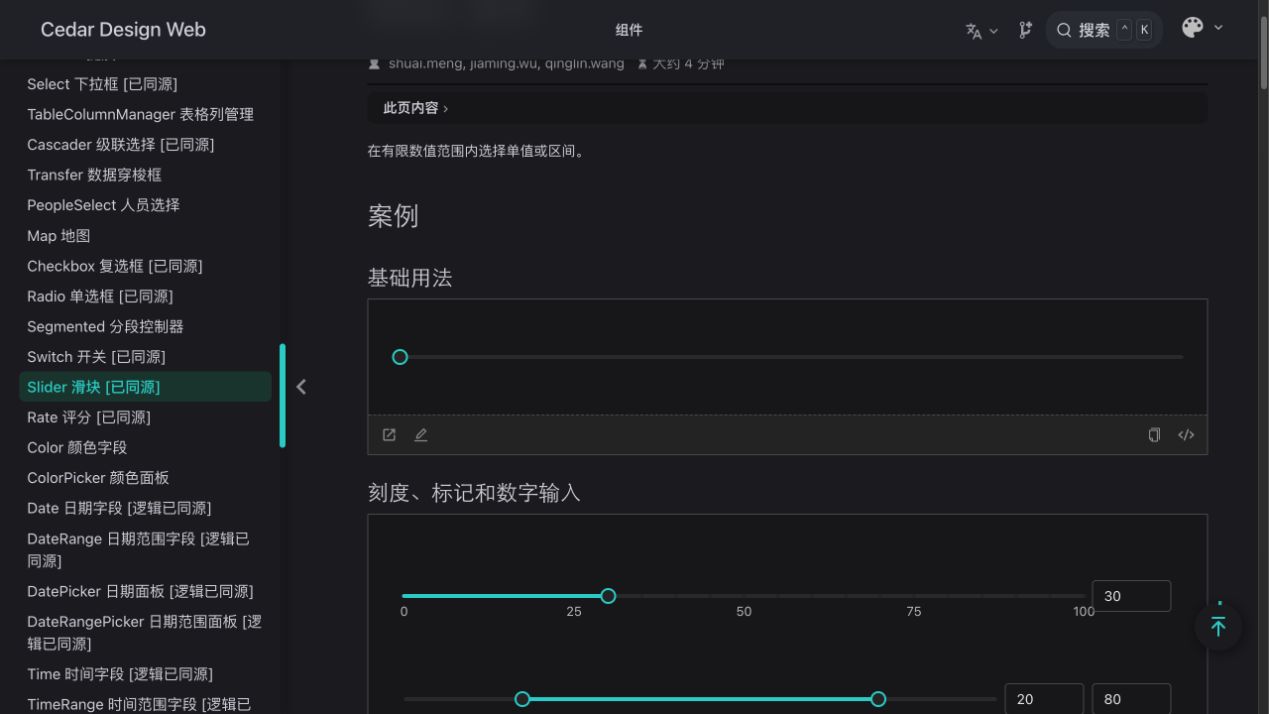 Cedar Design Web
组件
搜索 ^ K
Select 下拉框 [已同源]
TableColumnManager 表格列管理
Cascader 级联选择 [已同源]
Transfer 数据穿梭框
PeopleSelect 人员选择
Map 地图
Checkbox 复选框 [已同源]
Radio 单选框 [已同源]
Segmented 分段控制器
Switch 开关 [已同源]
Slider 滑块 [已同源]
Rate 评分 [已同源]
Color 颜色字段
ColorPicker 颜色面板
Date 日期字段 [逻辑已同源]
DateRange 日期范围字段 [逻辑已
同源]
DatePicker 日期面板 [逻辑已同源]
DateRangePicker 日期范围面板 [逻
辑已同源]
Time 时间字段 [逻辑已同源]
TimeRange 时间范围字段 [逻辑已
shuai.meng, jiaming.wu, qinglin.wang 大约 4 分钟
此页内容
在有限数值范围内选择单值或区间。
案例
基础用法
刻度、标记和数字输入
30
0 25 50 75 100
20 80